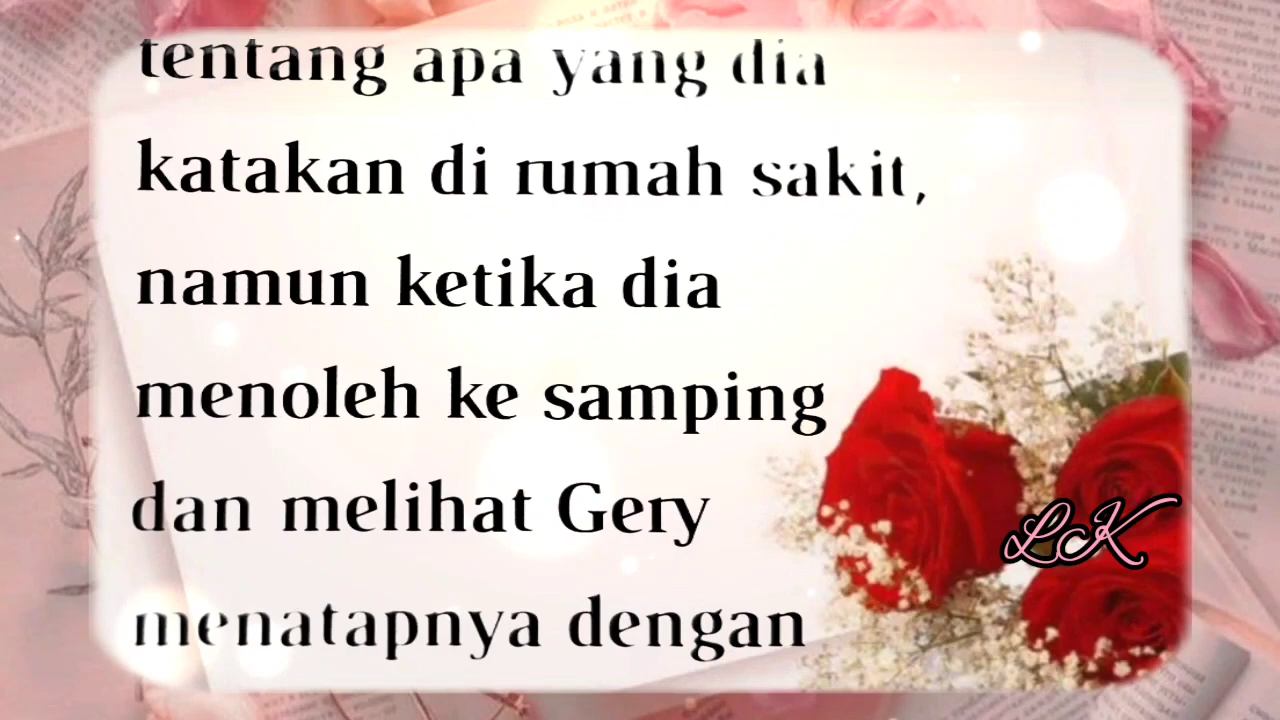 tentang apa yang dia
katakan di rumah sakit,
namun ketika dia
menoleh ke samping
dan melihat Gery
menatapnya dengan
LK